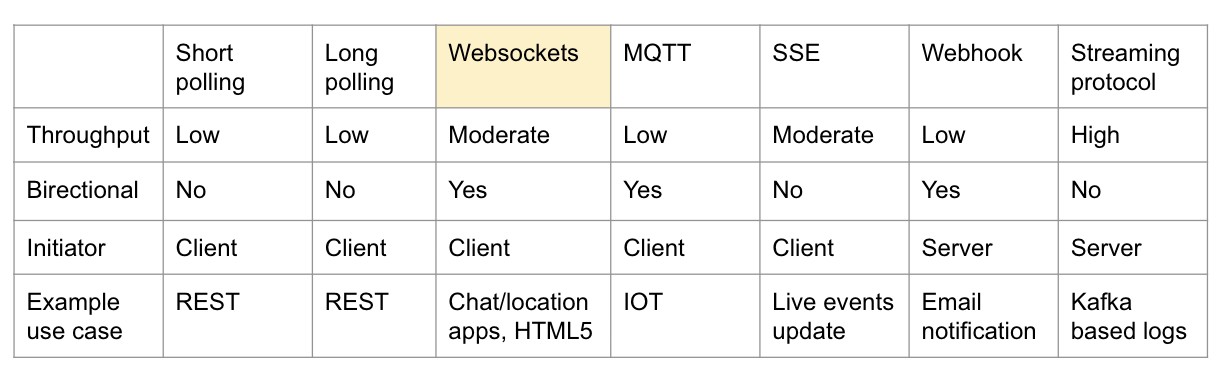 Short polling
Long polling
Websockets
MQTT
SSE
Webhook
Streaming protocol
Throughput
Low
Low
Moderate
Low
Moderate
Low
High
Birectional
No
No
Yes
Yes
No
Yes
No
Initiator
Client
Client
Client
Client
Client
Server
Server
Example use case
REST
REST
Chat/location apps, HTML5
IOT
Live events update
Email notification
Kafka based logs